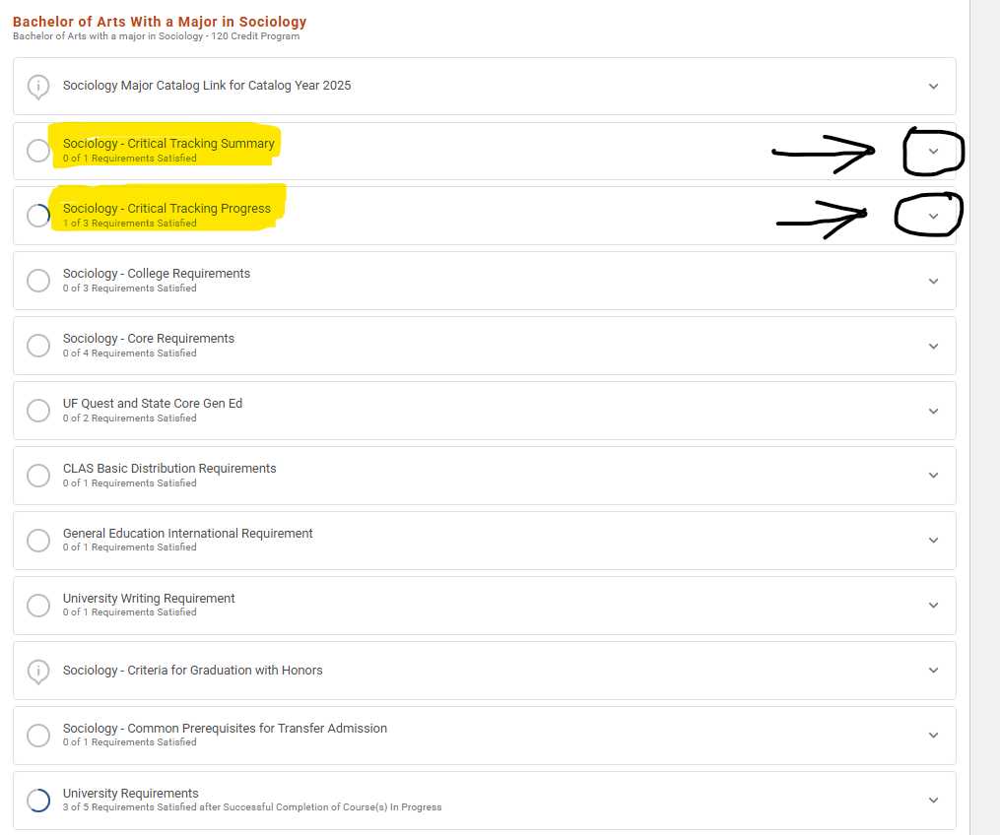 Bachelor of Arts With a Major in Sociology
Bachelor of Arts with a major in Sociology - 120 Credit Program
Sociology Major Catalog Link for Catalog Year 2025
Sociology - Critical Tracking Summary
0 of 1 Requirements Satisfied
Sociology - Critical Tracking Progress
1 of 3 Requirements Satisfied
Sociology - College Requirements
0 of 3 Requirements Satisfied
Sociology - Core Requirements
0 of 4 Requirements Satisfied
UF Quest and State Core Gen Ed
0 of 2 Requirements Satisfied
CLAS Basic Distribution Requirements
0 of 1 Requirements Satisfied
General Education International Requirement
0 of 1 Requirements Satisfied
University Writing Requirement
0 of 1 Requirements Satisfied
Sociology - Criteria for Graduation with Honors
Sociology - Common Prerequisites for Transfer Admission
0 of 1 Requirements Satisfied
University Requirements
3 of 5 Requirements Satisfied after Successful Completion of Course(s) In Progress